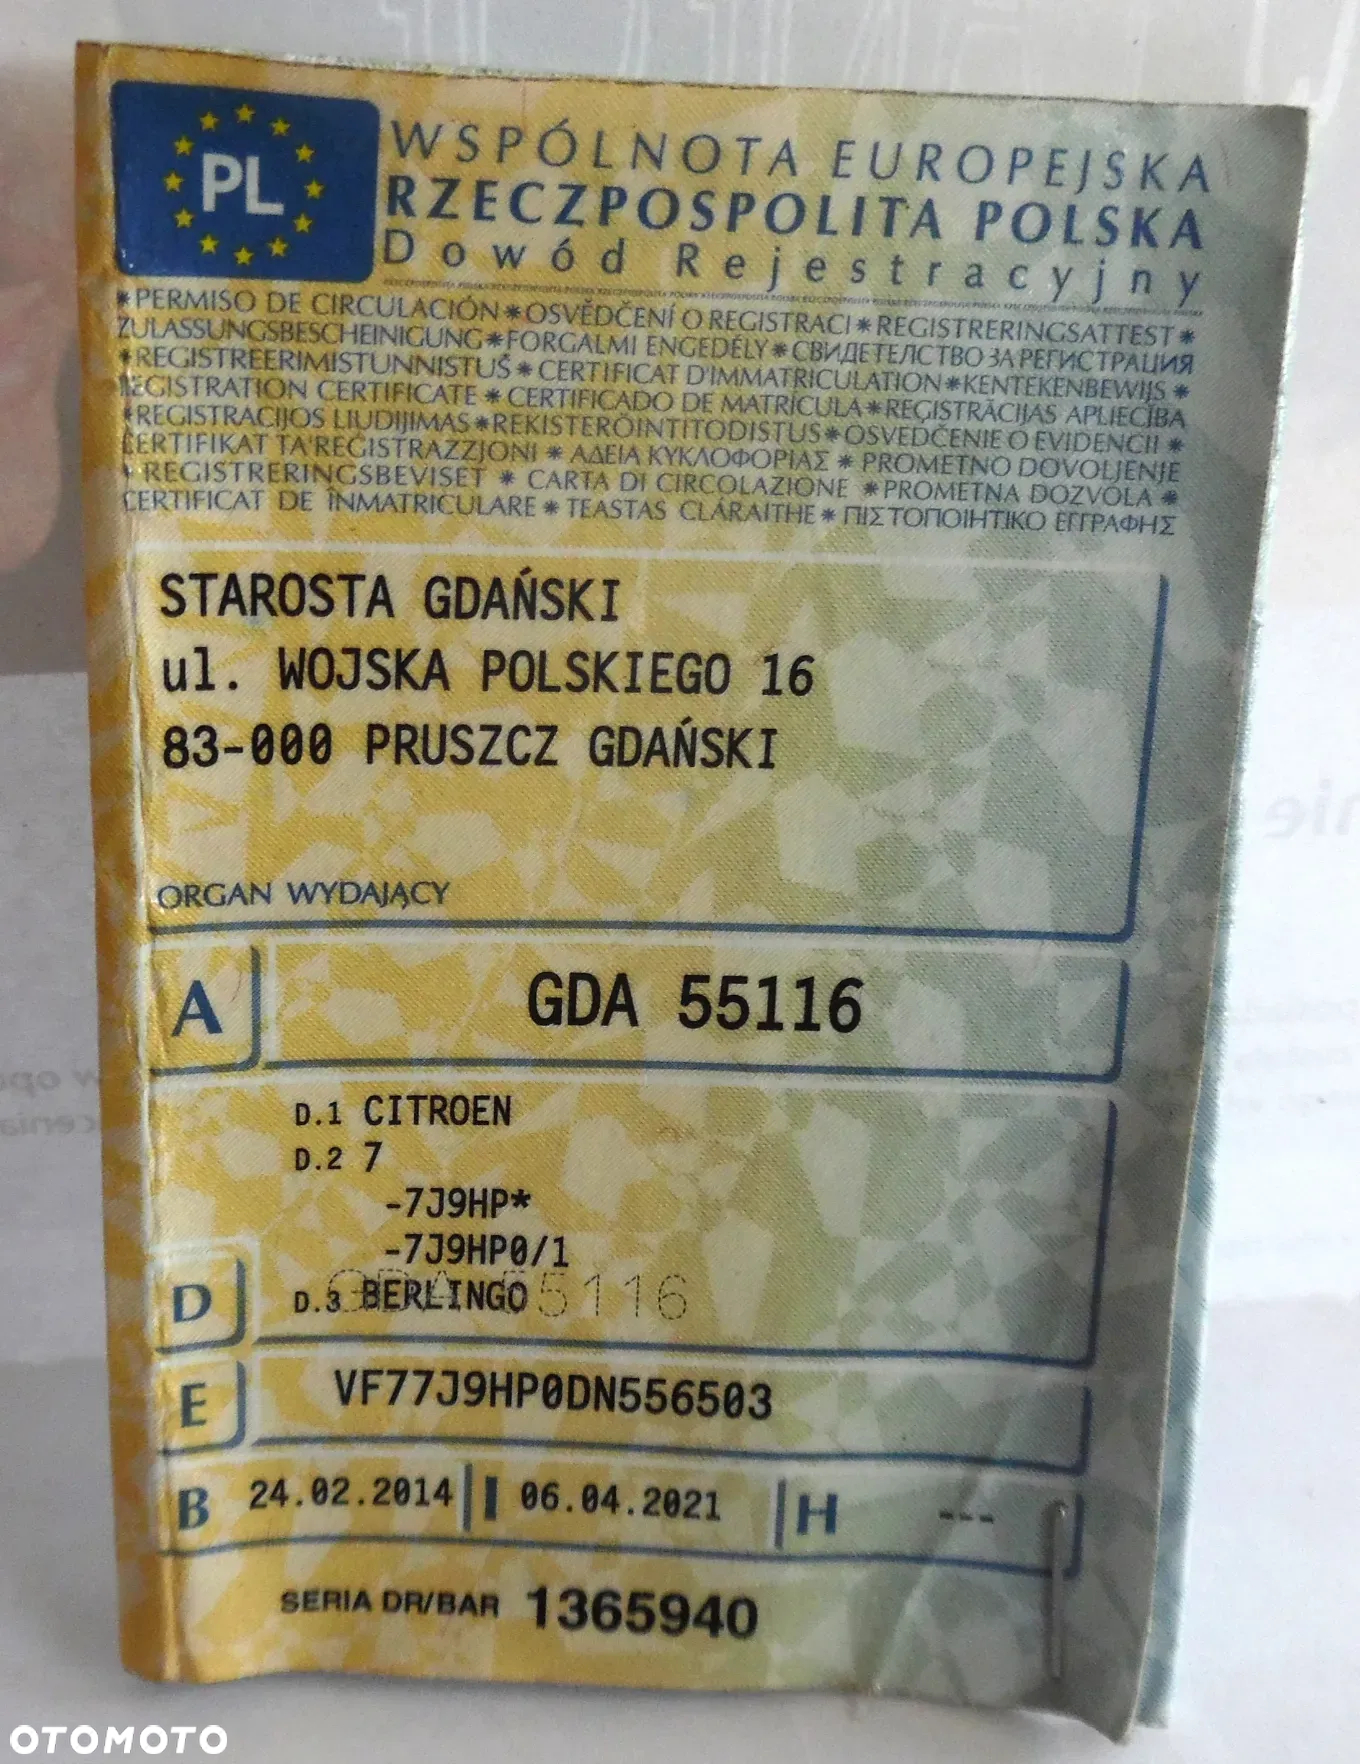 PL
WSPÓLNOTA EUROPEJSKA
RZECZPOSPOLITA POLSKA
Dowód Rejestracyjny
*PERMISO DE CIRCULACIÓN*OSVĚDČENÍ O REGISTRACI*REGISTRERINGSATTEST*
ZULASSUNGSBESCHEINIGUNG*FORGALMI ENGEDÉLY*СВИДЕТЕЛСТВО ЗА РЕГИСТРАЦИЯ
*REGISTREERIMISTUNNISTUS*CERTIFICAT D'IMMATRICULATION*KENTEKENBEWIJS*
REGISTRATION CERTIFICATE*CERTIFICADO DE MATRÍCULA*REĢISTRĀCIJAS APLIECĪBA
*REGISTRACIJOS LIUDIJIMAS*REKISTERÖINTITODISTUS*OSVEDČENIE O EVIDENCII*
ĊERTIFIKAT TA'REĠISTRAZZJONI*ΑΔΕΙΑ ΚΥΚΛΟΦΟΡΙΑΣ*PROMETNO DOVOLJENJE
*REGISTRERINGSBEVISET*CARTA DI CIRCOLAZIONE*PROMETNA DOZVOLA*
CERTIFICAT DE ÎNMATRICULARE*TEASTAS CLÁRAITHE*ΠΙΣΤΟΠΟΙΗΤΙΚΟ ΕΓΓΡΑΦΗΣ
STAROSTA GDAŃSKI
ul. WOJSKA POLSKIEGO 16
83-000 PRUSZCZ GDAŃSKI
ORGAN WYDAJĄCY
A GDA 55116
D.1 CITROEN
D.2 7
-7J9HP*
-7J9HP0/1
D D.3 BERLINGO
GDA 55116
E VF77J9HP0DN556503
B 24.02.2014 I 06.04.2021 H ---
SERIA DR/BAR 1365940
OTOMOTO